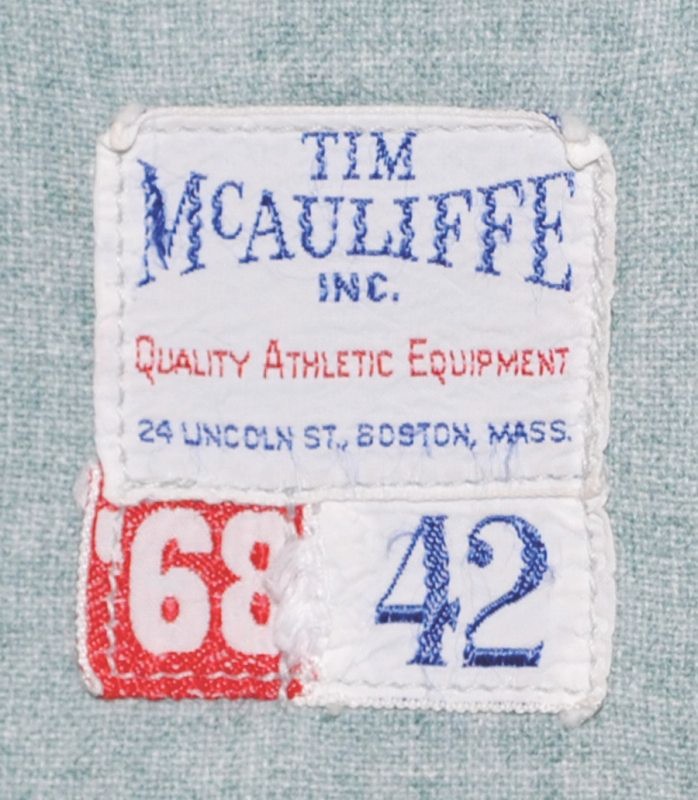 TIM
MCAULIFFE
INC.
QUALITY ATHLETIC EQUIPMENT
24 LINCOLN ST., BOSTON, MASS.
'68 42